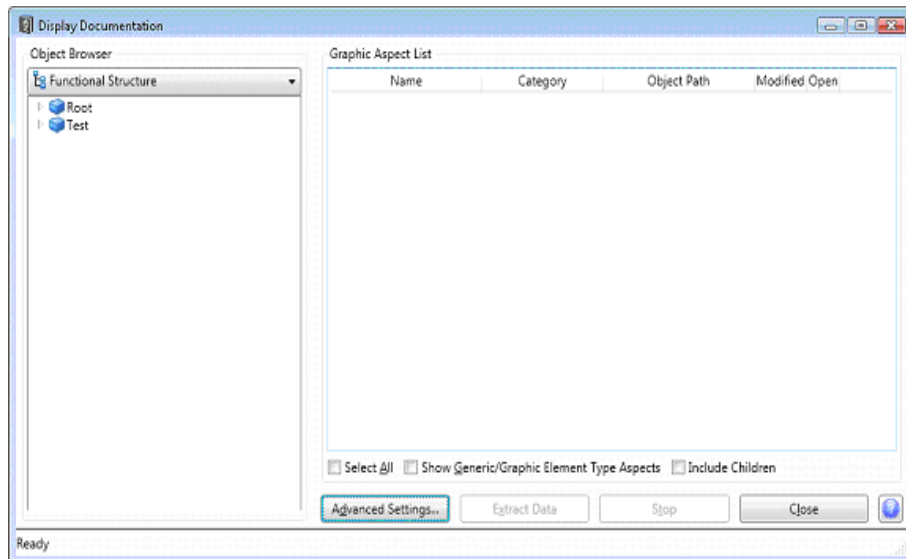 Display Documentation
Object Browser
Functional Structure
Root
Test
Graphic Aspect List
Name Category Object Path Modified Open
Select All Show Generic/Graphic Element Type Aspects Include Children
Advanced Settings... Extract Data Stop Close ?
Ready